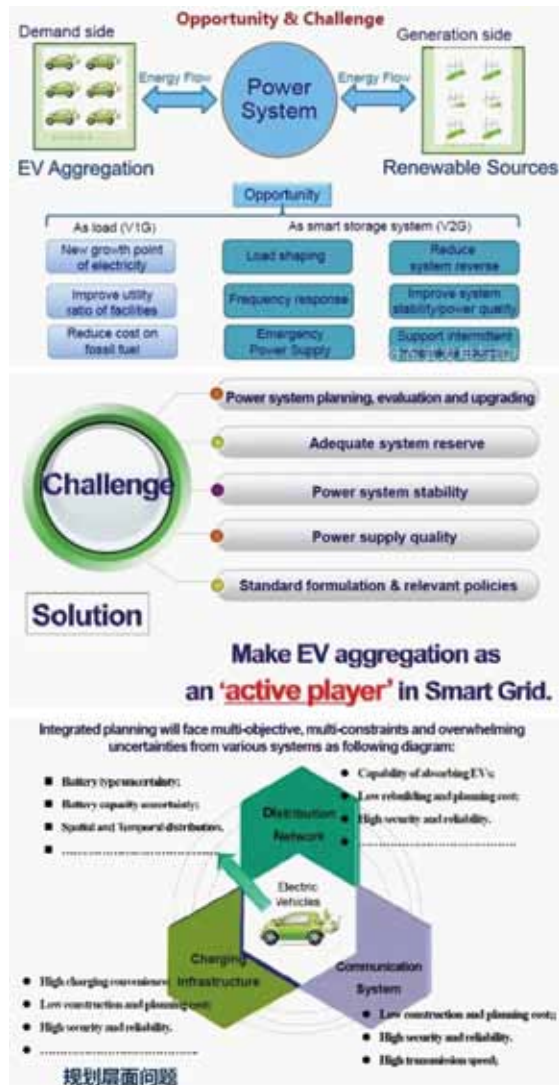 Opportunity & Challenge
Demand side
Generation side
Energy Flow
Power
System
Energy Flow
EV Aggregation
Renewable Sources
Opportunity
As load (V1G)
As smart storage system (V2G)
New growth point
of electricity
Load shaping
Reduce
system reverse
Improve utility
ratio of facilities
Frequency response
Improve system
stability/power quality
Reduce cost on
fossil fuel
Emergency
Power Supply
Support intermittent
Challenge
Power system planning, evaluation and upgrading
Adequate system reserve
Power system stability
Power supply quality
Standard formulation & relevant policies
Solution
Make EV aggregation as
an 'active player' in Smart Grid.
Integrated planning will face multi-objective, multi-constraints and overwhelming
uncertainties from various systems as following diagram:
Battery type uncertainty;
Battery capacity uncertainty;
Spatial and Temporal distribution.
Capability of absorbing EVs;
Low rebuilding and planning cost;
High security and reliability.
Distribution
Network
Electric
Vehicles
Charging
Infrastructure
Communication
System
High charging convenience
Low construction and planning cost;
High security and reliability.
Low construction and planning cost;
High security and reliability.
High transmission speed;
规划层面问题